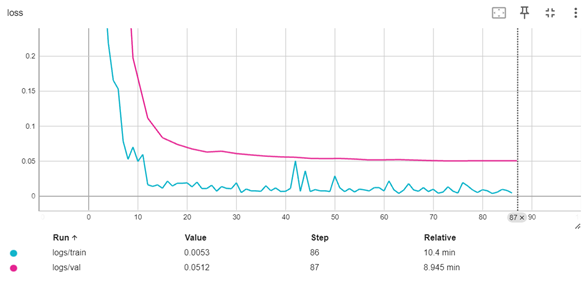 loss
0.2
0.15
0.1
0.05
0
0 10 20 30 40 50 60 70 80 87 × 90
Run ↑ Value Step Relative
logs/train 0.0053 86 10.4 min
logs/val 0.0512 87 8.945 min